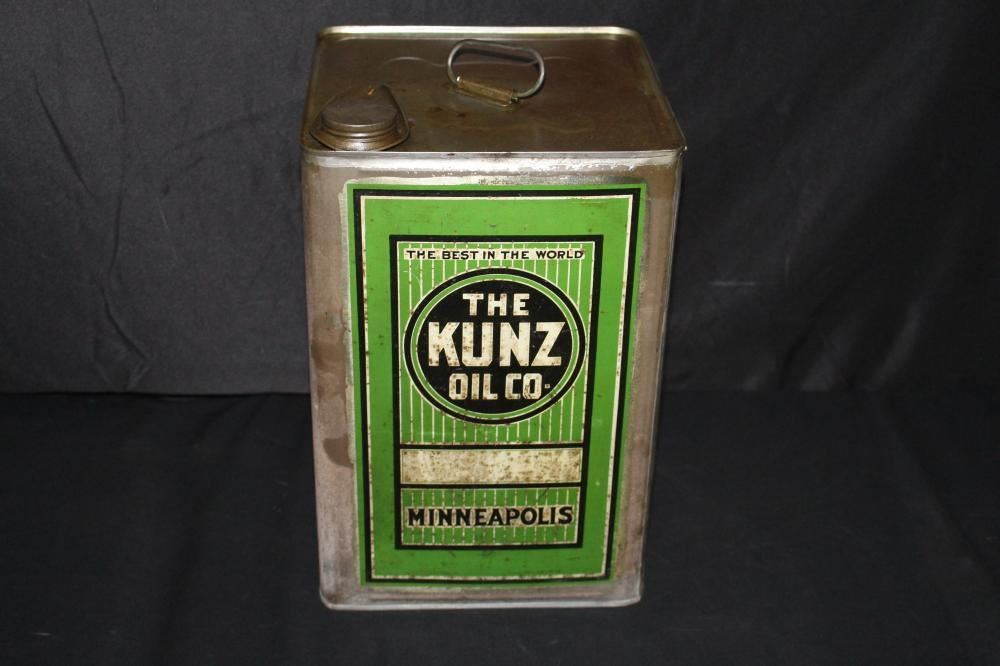 THE BEST IN THE WORLD
THE
KUNZ
OIL CO.
MINNEAPOLIS